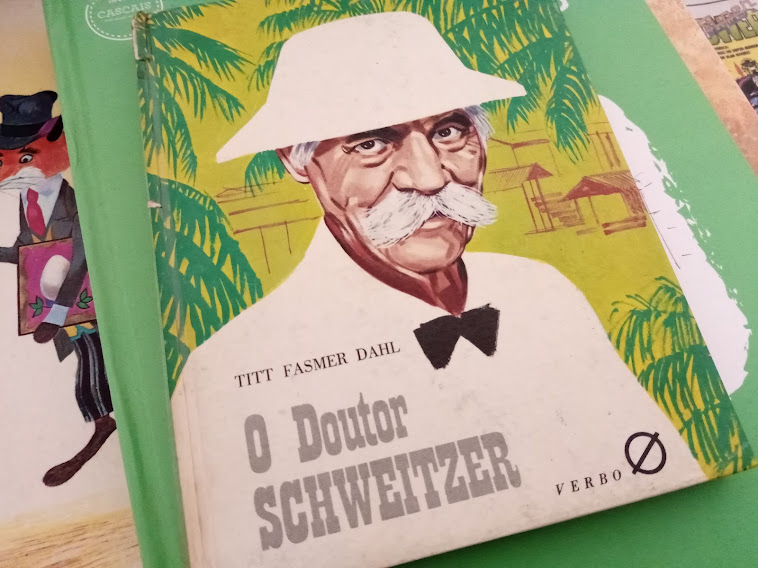 CASCAIS
TITT FASMER DAHL
O Doutor
SCHWEITZER
VERBO